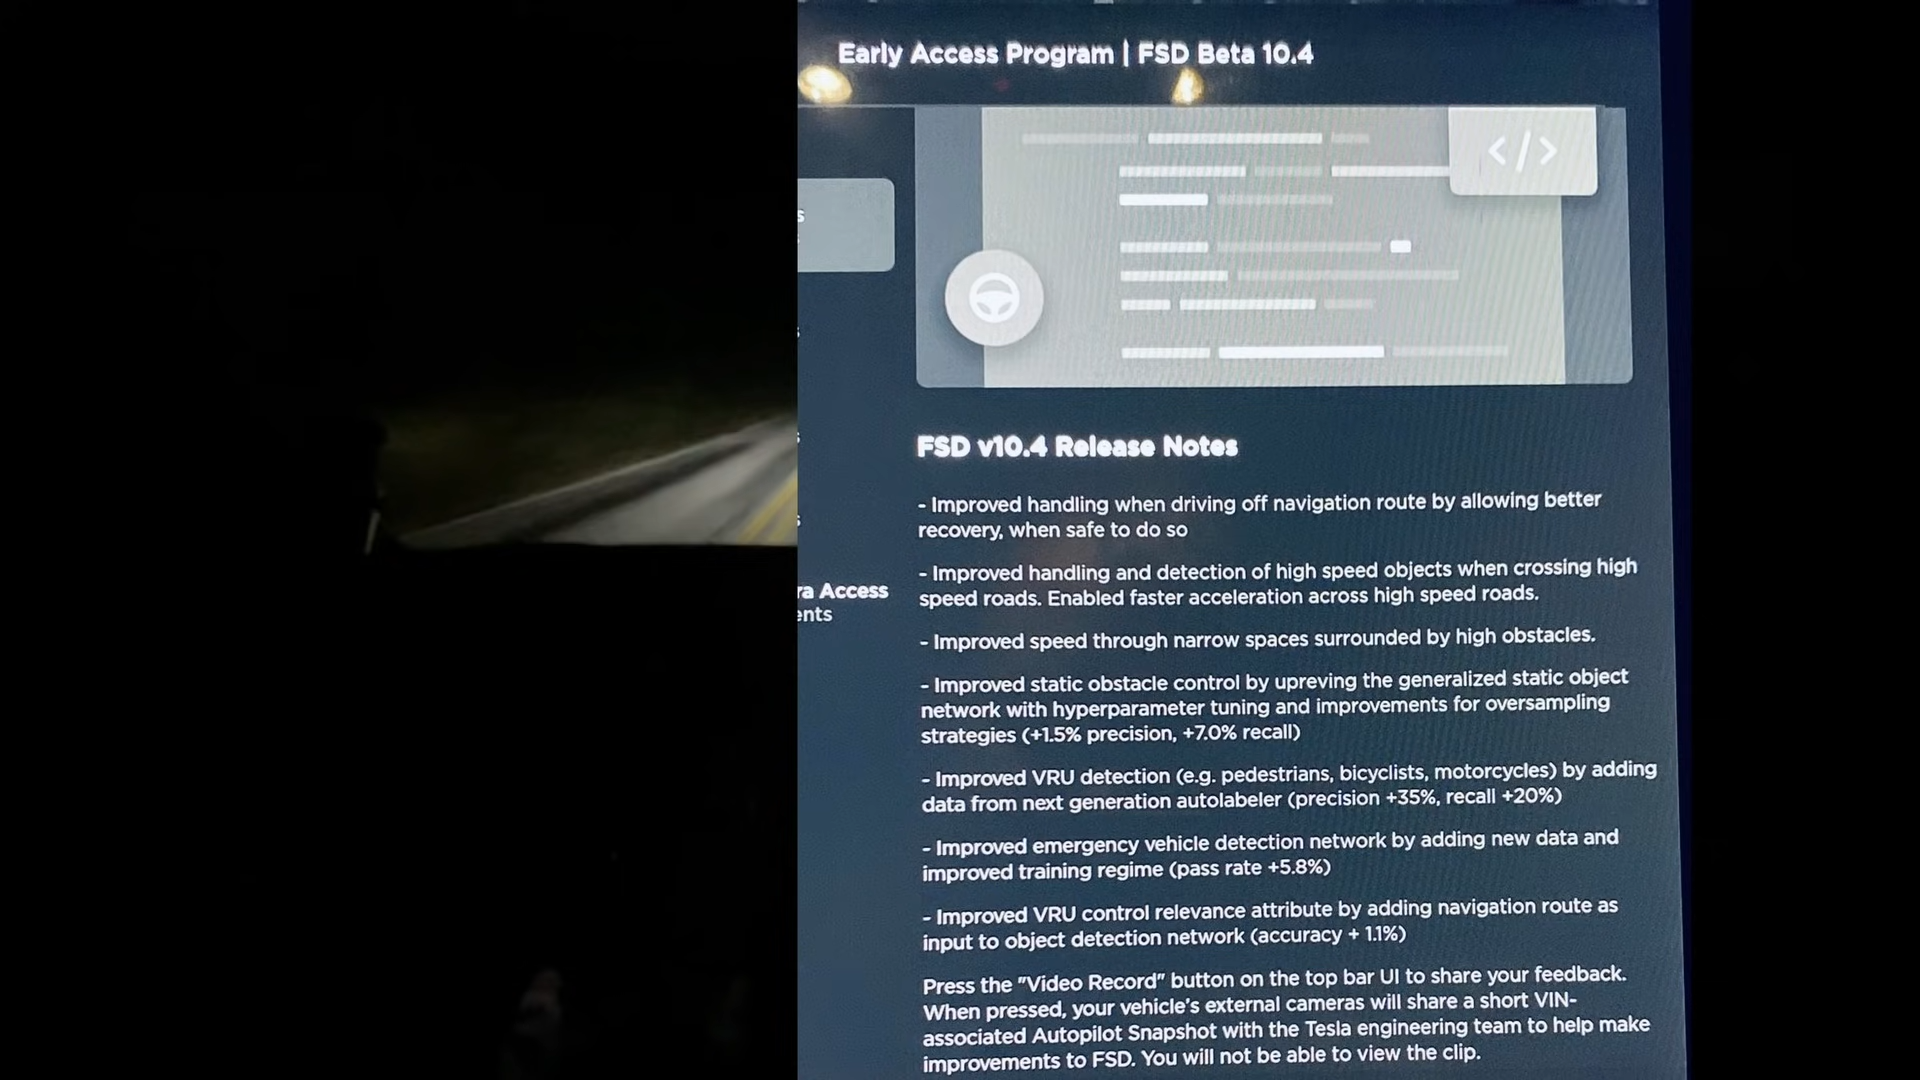 Early Access Program | FSD Beta 10.4
</>
s
ra Access
ents
FSD v10.4 Release Notes
- Improved handling when driving off navigation route by allowing better
recovery, when safe to do so
- Improved handling and detection of high speed objects when crossing high
speed roads. Enabled faster acceleration across high speed roads.
- Improved speed through narrow spaces surrounded by high obstacles.
- Improved static obstacle control by upreving the generalized static object
network with hyperparameter tuning and improvements for oversampling
strategies (+1.5% precision, +7.0% recall)
- Improved VRU detection (e.g. pedestrians, bicyclists, motorcycles) by adding
data from next generation autolabeler (precision +35%, recall +20%)
- Improved emergency vehicle detection network by adding new data and
improved training regime (pass rate +5.8%)
- Improved VRU control relevance attribute by adding navigation route as
input to object detection network (accuracy + 1.1%)
Press the "Video Record" button on the top bar UI to share your feedback.
When pressed, your vehicle's external cameras will share a short VIN-
associated Autopilot Snapshot with the Tesla engineering team to help make
improvements to FSD. You will not be able to view the clip.